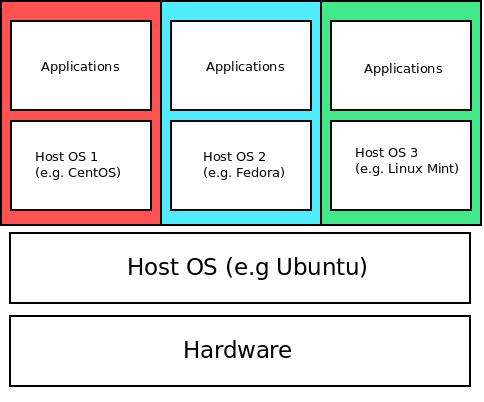 Applications
Applications
Applications
Host OS 1
(e.g. CentOS)
Host OS 2
(e.g. Fedora)
Host OS 3
(e.g. Linux Mint)
Host OS (e.g Ubuntu)
Hardware